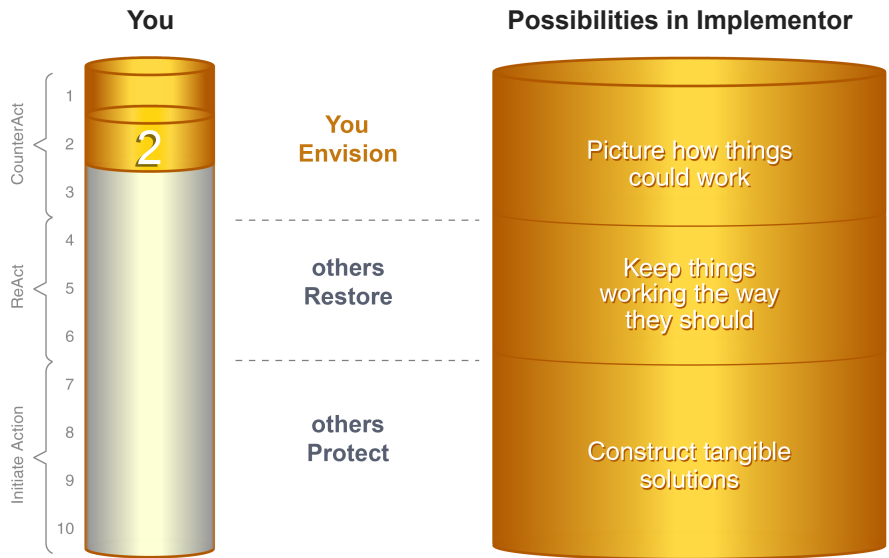 You
Possibilities in Implementor
CounterAct
1
2
3
2
You
Envision
Picture how things
could work
ReAct
4
5
6
others
Restore
Keep things
working the way
they should
Initiate Action
7
8
9
10
others
Protect
Construct tangible
solutions